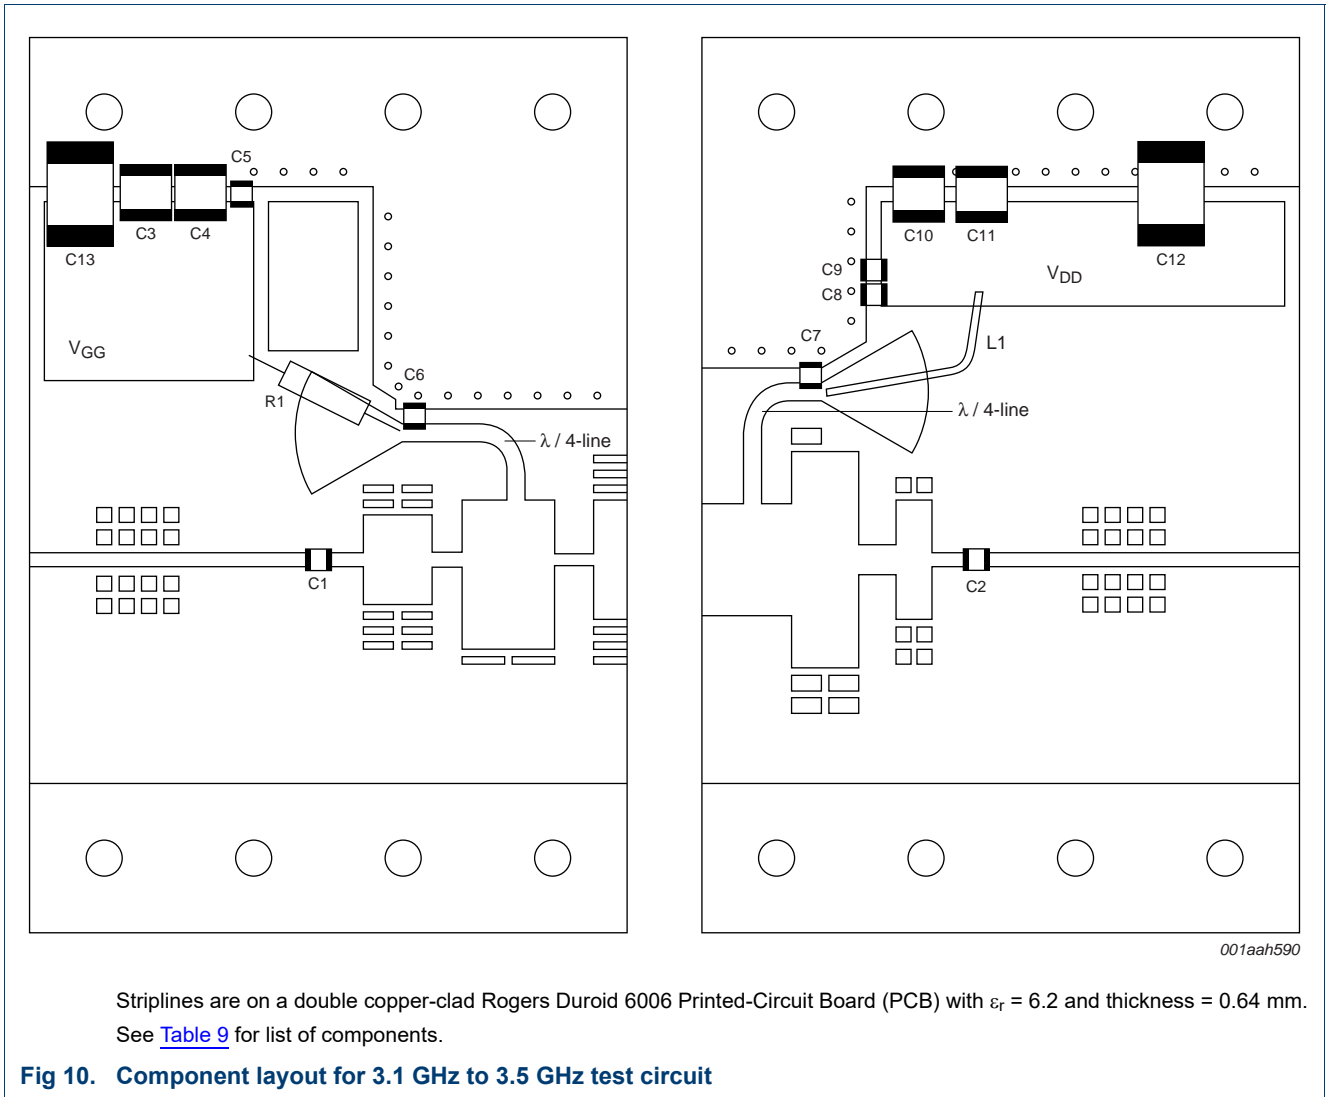 C5
C3
C4
C13
C10
C11
C12
C9
C8
V_DD
C7
L1
V_GG
C6
R1
λ / 4-line
λ / 4-line
C1
C2
001aah590
Striplines are on a double copper-clad Rogers Duroid 6006 Printed-Circuit Board (PCB) with ε_r = 6.2 and thickness = 0.64 mm.
See Table 9 for list of components.
Fig 10. Component layout for 3.1 GHz to 3.5 GHz test circuit